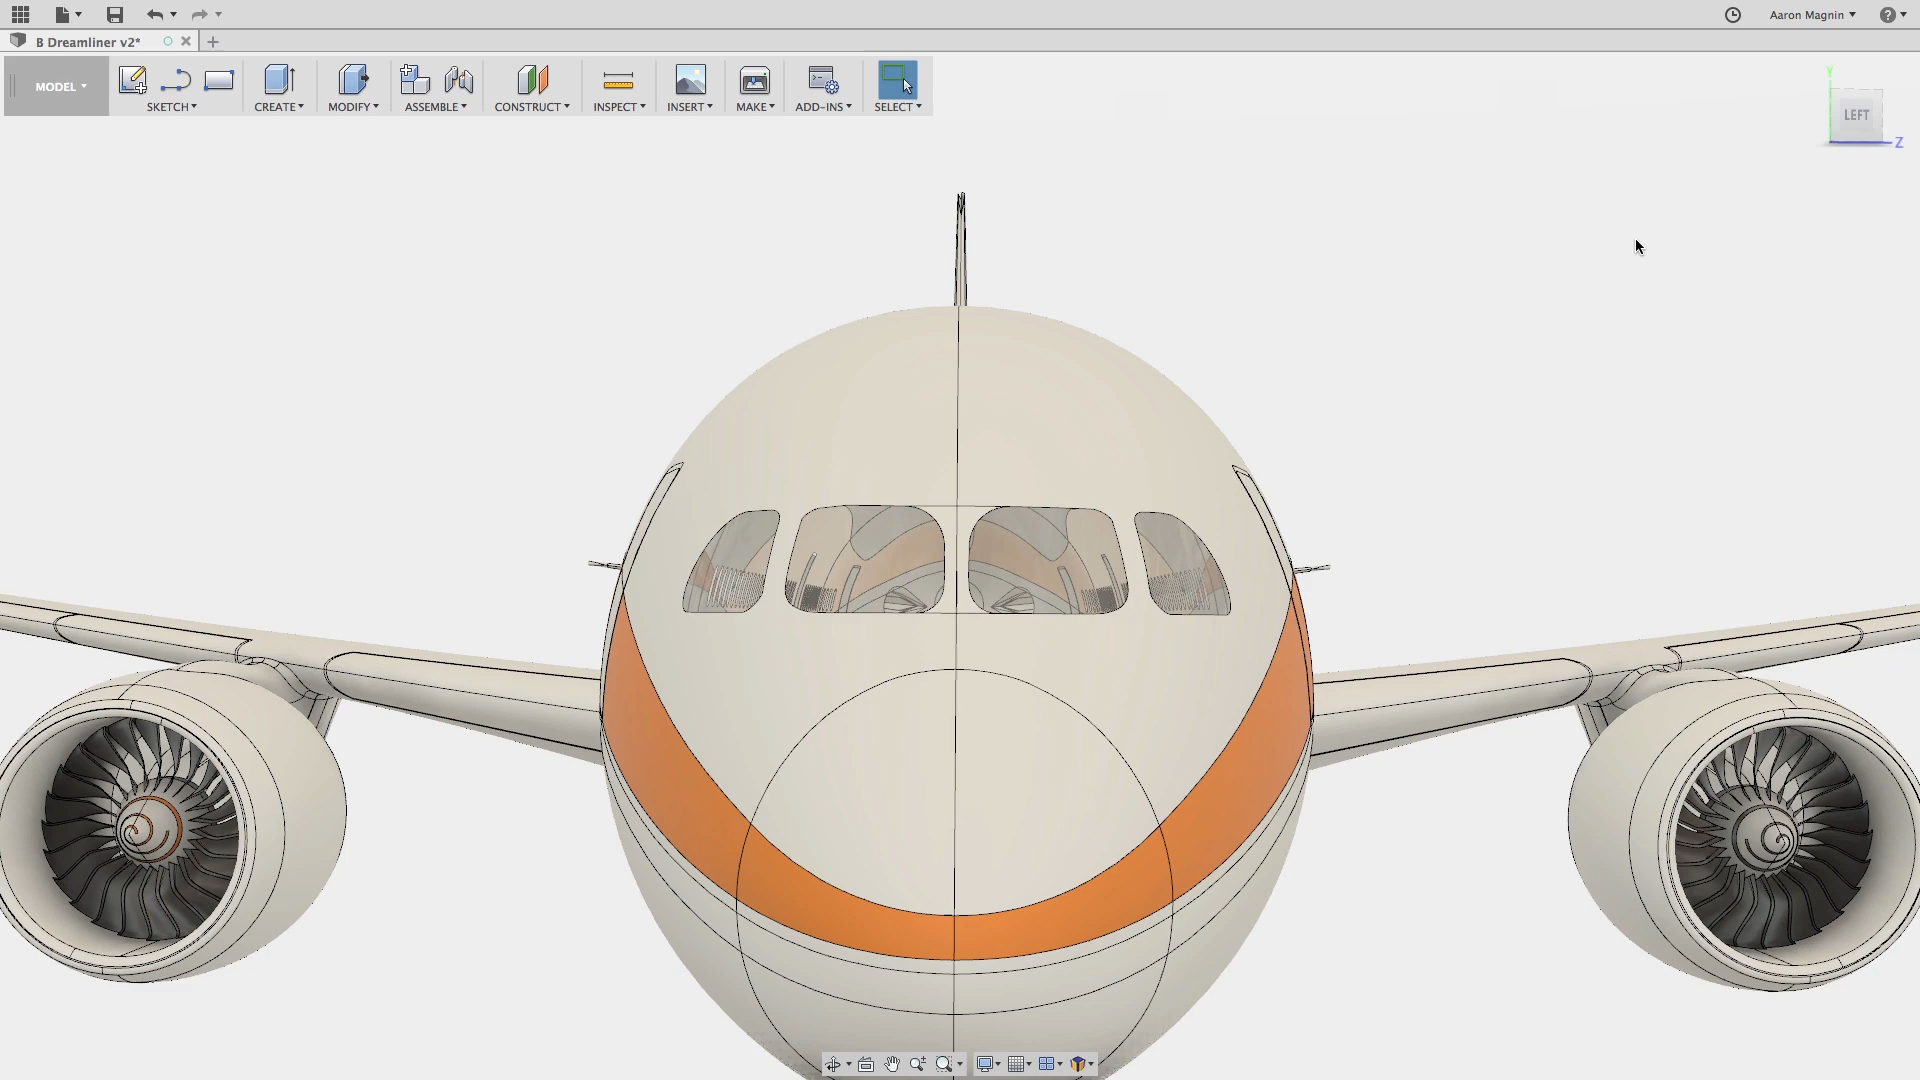 Aaron Magnin
?
B Dreamliner v2*
MODEL
SKETCH
CREATE
MODIFY
ASSEMBLE
CONSTRUCT
INSPECT
INSERT
MAKE
ADD-INS
SELECT
Y
LEFT
Z